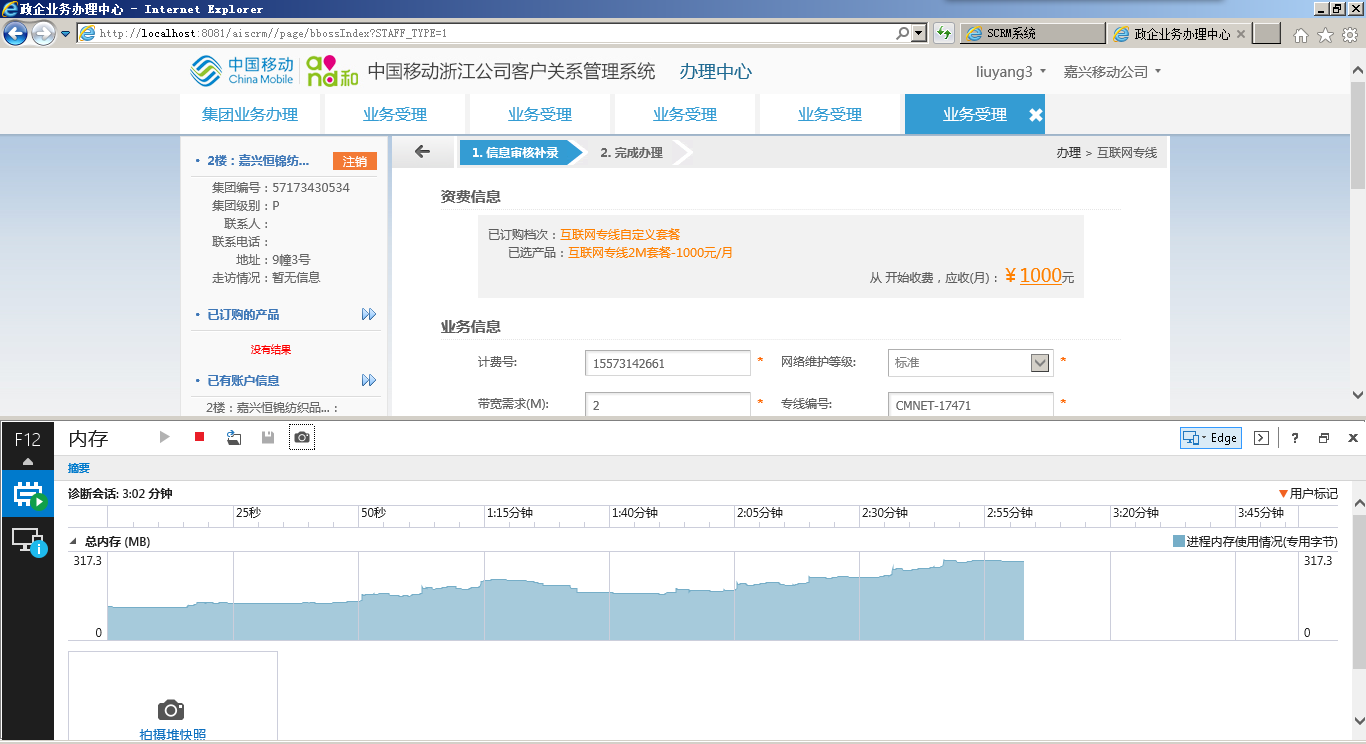 政企业务办理中心 - Internet Explorer
http://localhost:8081/aiscrm//page/bbossIndex?STAFF_TYPE=1
SCRM系统
政企业务办理中心
中国移动 China Mobile
and和
中国移动浙江公司客户关系管理系统 办理中心
liuyang3 嘉兴移动公司
集团业务办理 业务受理 业务受理 业务受理 业务受理 业务受理
2楼：嘉兴恒锦纺... 注销
集团编号：57173430534
集团级别：P
联系人：
联系电话：
地址：9幢3号
走访情况：暂无信息
已订购的产品
没有结果
已有账户信息
2楼：嘉兴恒锦纺织品...：
1. 信息审核补录 2. 完成办理
办理 > 互联网专线
资费信息
已订购档次：互联网专线自定义套餐
已选产品：互联网专线2M套餐-1000元/月
从 开始收费，应收(月)：¥1000元
业务信息
计费号: 15573142661 * 网络维护等级: 标准 *
带宽需求(M): 2 * 专线编号: CMNET-17471 *
F12 内存 Edge ?
摘要
诊断会话: 3:02 分钟 用户标记
25秒 50秒 1:15分钟 1:40分钟 2:05分钟 2:30分钟 2:55分钟 3:20分钟 3:45分钟
总内存 (MB) 进程内存使用情况(专用字节)
317.3 317.3
0 0
拍摄堆快照